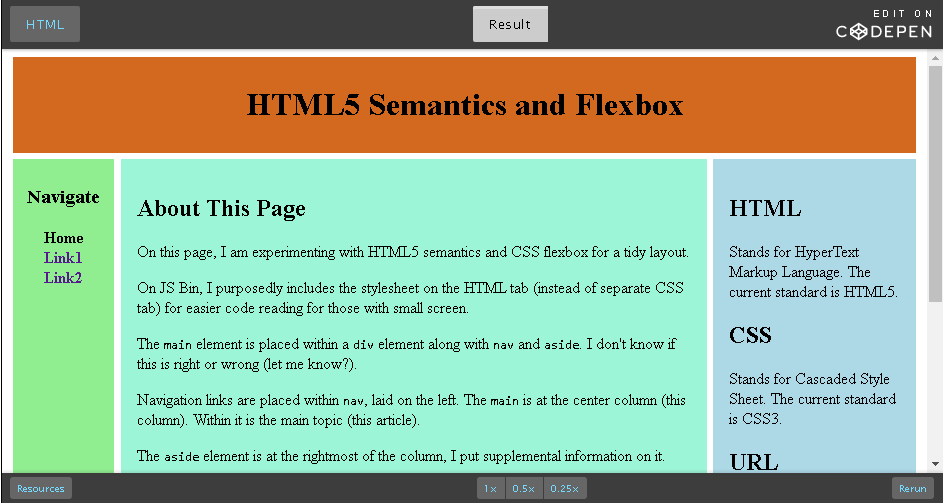 HTML
Result
EDIT ON
CODEPEN
HTML5 Semantics and Flexbox
Navigate
Home
Link1
Link2
About This Page
On this page, I am experimenting with HTML5 semantics and CSS flexbox for a tidy layout.
On JS Bin, I purposedly includes the stylesheet on the HTML tab (instead of separate CSS
tab) for easier code reading for those with small screen.
The main element is placed within a div element along with nav and aside. I don't know if
this is right or wrong (let me know?).
Navigation links are placed within nav, laid on the left. The main is at the center column (this
column). Within it is the main topic (this article).
The aside element is at the rightmost of the column, I put supplemental information on it.
HTML
Stands for HyperText
Markup Language. The
current standard is HTML5.
CSS
Stands for Cascaded Style
Sheet. The current standard
is CSS3.
URL
Resources
1×
0.5×
0.25×
Rerun